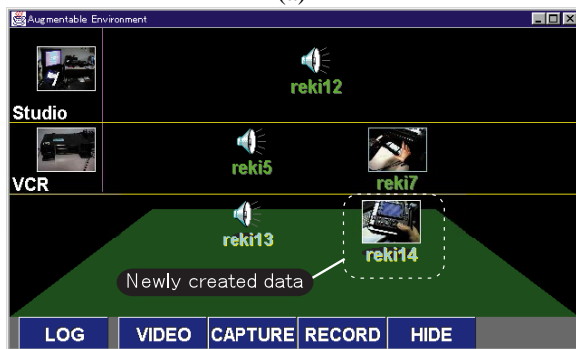 Augmentable Environment
reki12
Studio
reki5
reki7
VCR
reki13
reki14
Newly created data
LOG VIDEO CAPTURE RECORD HIDE